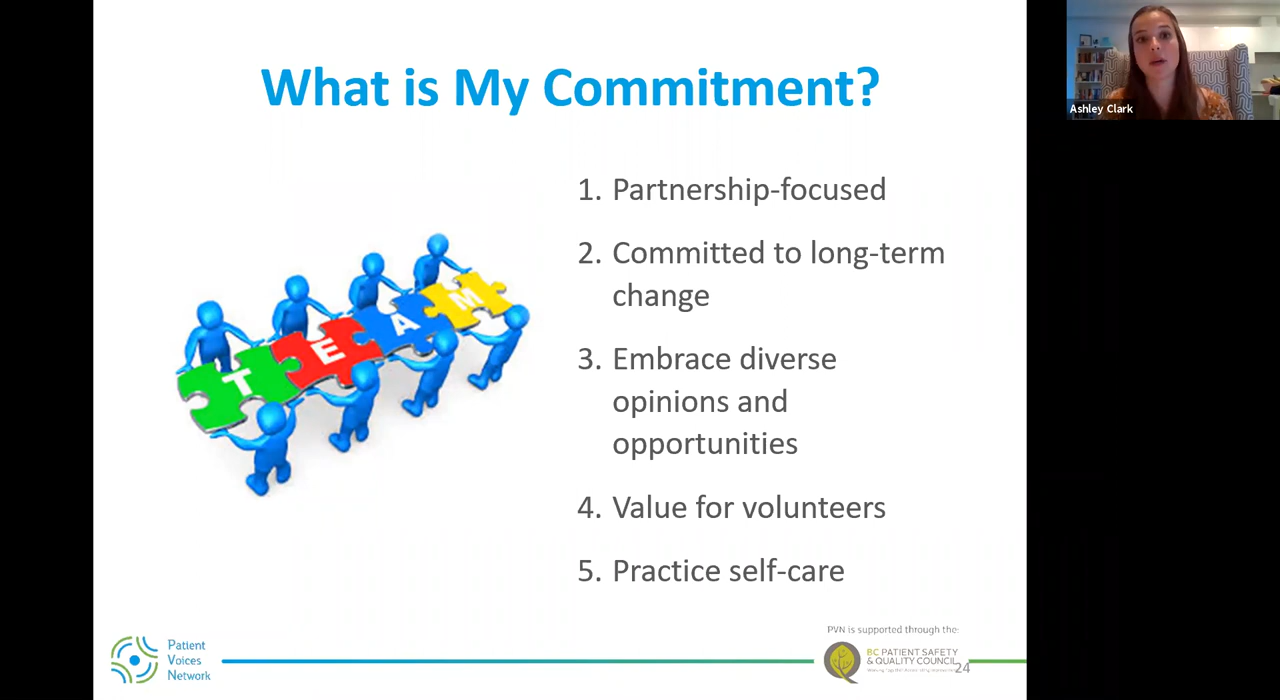 What is My Commitment?
Ashley Clark
1. Partnership-focused
2. Committed to long-term
change
3. Embrace diverse
opinions and
opportunities
4. Value for volunteers
5. Practice self-care
T E A M
Patient
Voices
Network
PVN is supported through the:
BC PATIENT SAFETY
& QUALITY COUNCIL
24